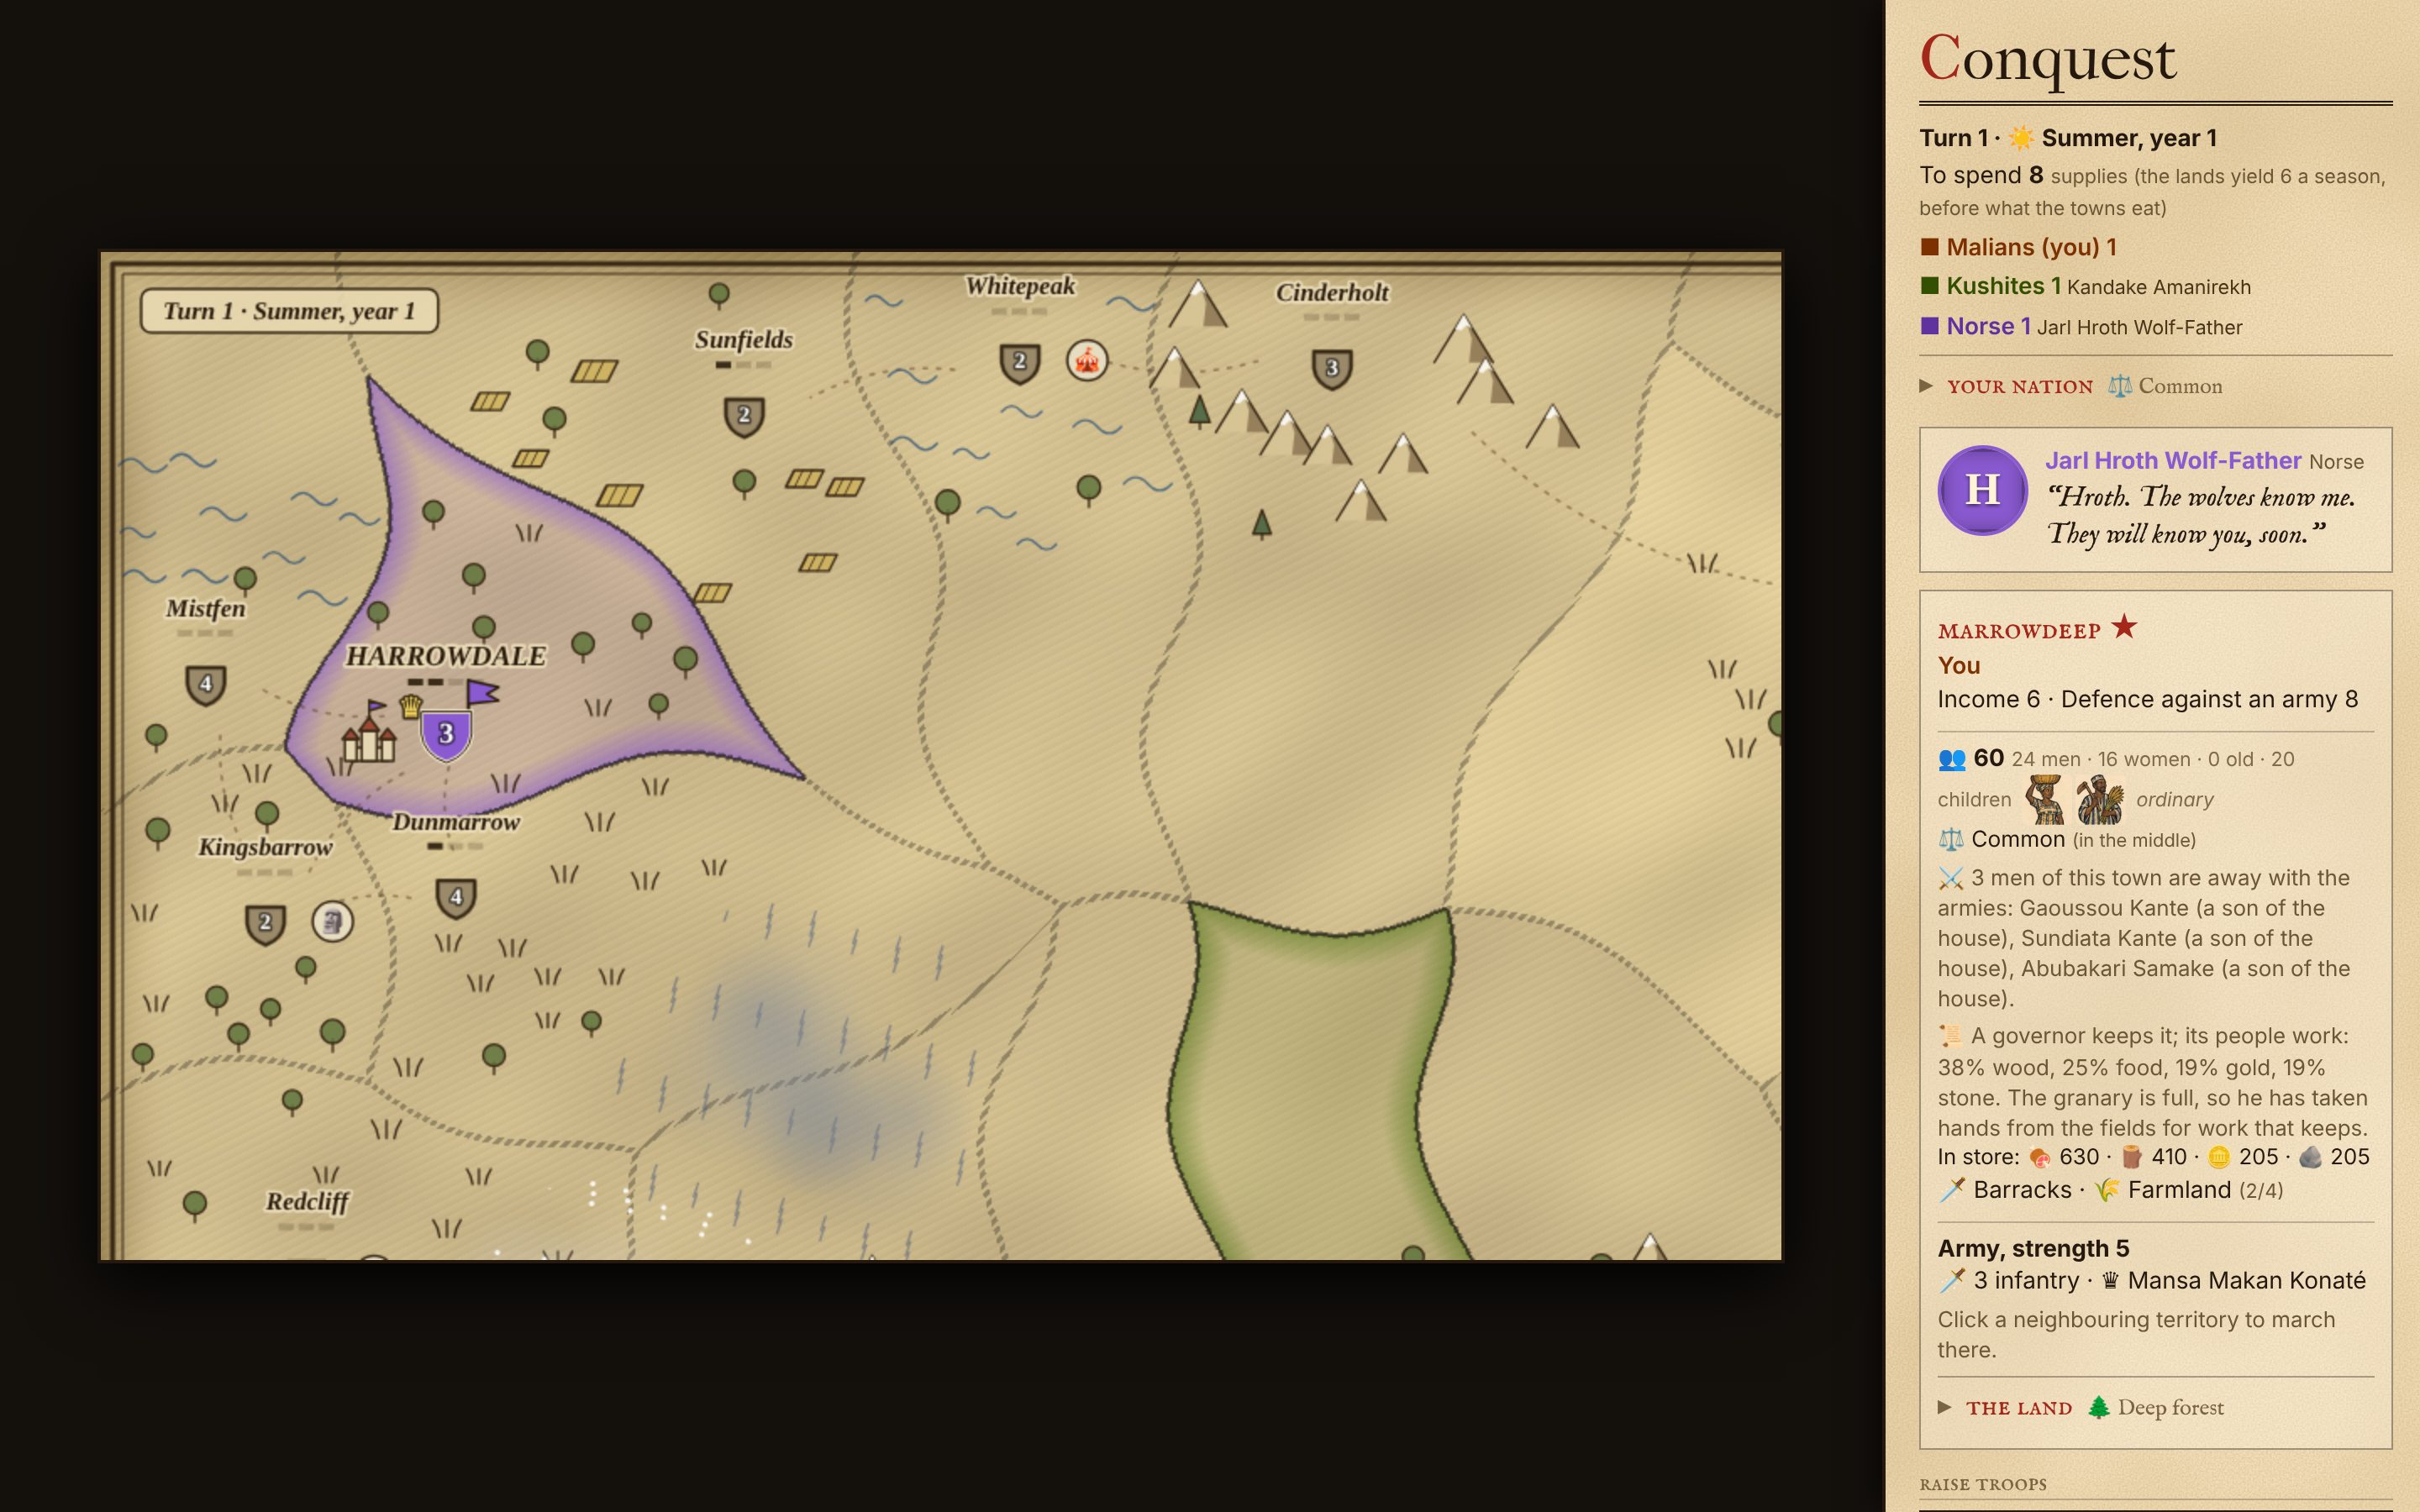 Turn 1 · Summer, year 1
Whitepeak
Cinderholt
Sunfields
2
3
2
Mistfen
4
HARROWDALE
3
Dunmarrow
Kingsbarrow
4
2
Redcliff
Conquest
Turn 1 · ☀️ Summer, year 1
To spend 8 supplies (the lands yield 6 a season,
before what the towns eat)
Malians (you) 1
Kushites 1 Kandake Amanirekh
Norse 1 Jarl Hroth Wolf-Father
▶ YOUR NATION ⚖️ Common
H
Jarl Hroth Wolf-Father Norse
“Hroth. The wolves know me.
They will know you, soon.”
MARROWDEEP ★
You
Income 6 · Defence against an army 8
👥 60 24 men · 16 women · 0 old · 20
children ordinary
⚖️ Common (in the middle)
⚔️ 3 men of this town are away with the
armies: Gaoussou Kante (a son of the
house), Sundiata Kante (a son of the
house), Abubakari Samake (a son of the
house).
📜 A governor keeps it; its people work:
38% wood, 25% food, 19% gold, 19%
stone. The granary is full, so he has taken
hands from the fields for work that keeps.
In store: 🍖 630 · 🪵 410 · 🪙 205 · 🪨 205
🗡️ Barracks · 🌾 Farmland (2/4)
Army, strength 5
🗡️ 3 infantry · ♛ Mansa Makan Konaté
Click a neighbouring territory to march
there.
▶ THE LAND 🌲 Deep forest
RAISE TROOPS